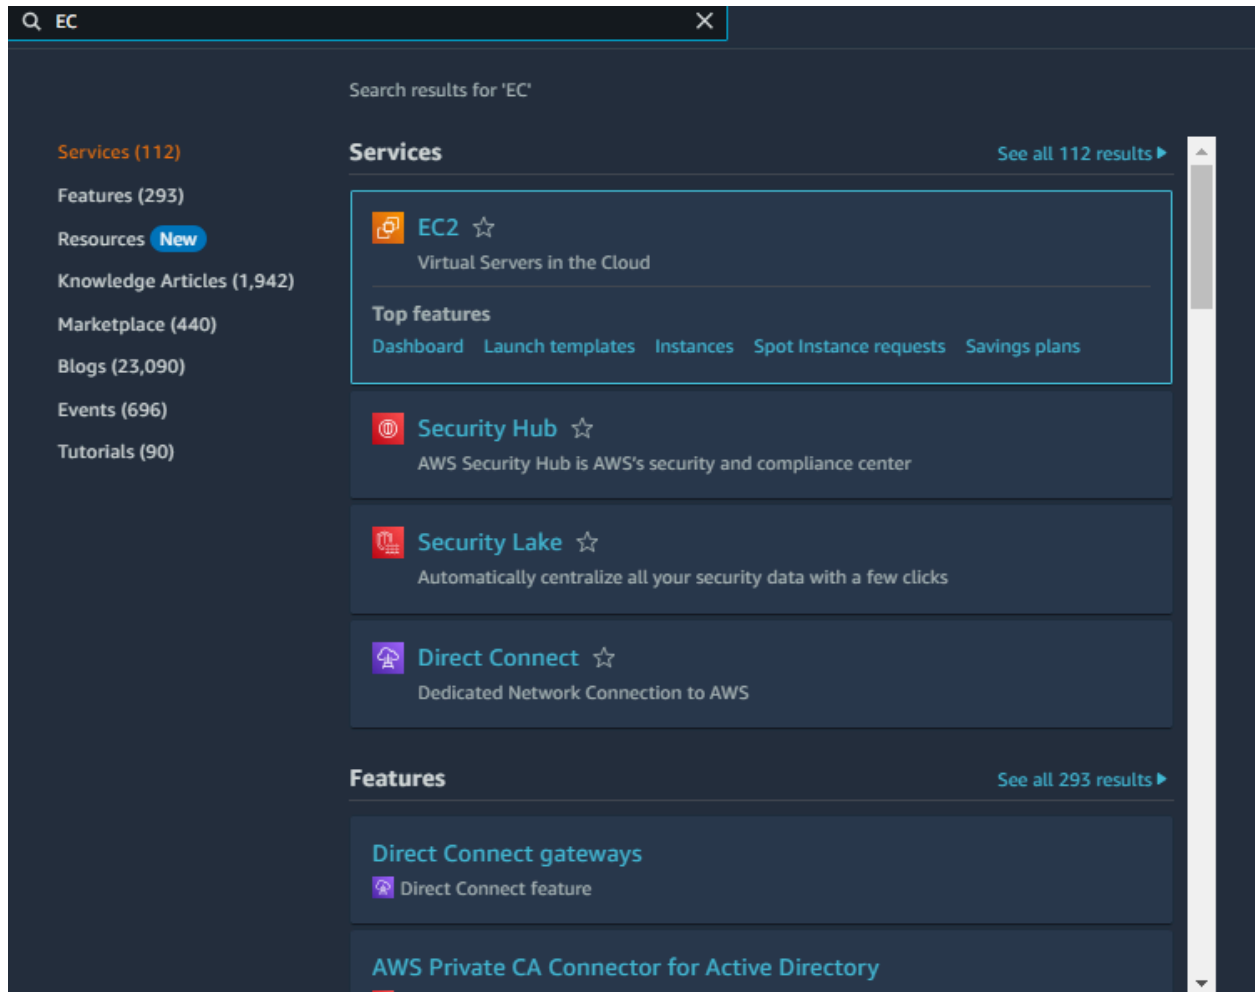 EC
Search results for 'EC'
Services (112)
Features (293)
Resources New
Knowledge Articles (1,942)
Marketplace (440)
Blogs (23,090)
Events (696)
Tutorials (90)
Services
See all 112 results
EC2
Virtual Servers in the Cloud
Top features
Dashboard Launch templates Instances Spot Instance requests Savings plans
Security Hub
AWS Security Hub is AWS's security and compliance center
Security Lake
Automatically centralize all your security data with a few clicks
Direct Connect
Dedicated Network Connection to AWS
Features
See all 293 results
Direct Connect gateways
Direct Connect feature
AWS Private CA Connector for Active Directory